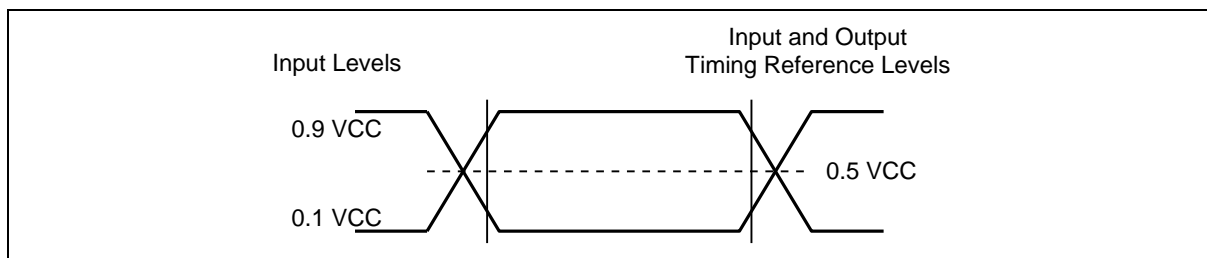 Input Levels
Input and Output
Timing Reference Levels
0.9 VCC
0.5 VCC
0.1 VCC